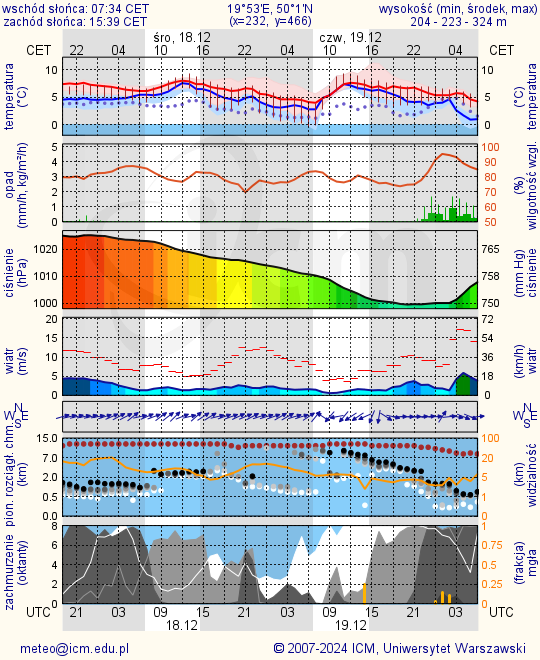 wschód słońca: 07:34 CET 19°53'E, 50°1'N wysokość (min, środek, max)
zachód słońca: 15:39 CET (x=232, y=466) 204 - 223 - 324 m
śro, 18.12 czw, 19.12
CET 22 04 10 16 22 04 10 16 22 04 CET
temperatura (°C)
10
5
0
10
5
0
(°C) temperatura
opad (mm/h, kg/m²/h)
5
4
3
2
1
0
100
90
80
70
60
50
(%) wilgotność wzgl.
ciśnienie (hPa)
1020
1010
1000
765
758
750
(mm Hg) ciśnienie
wiatr (m/s)
20
15
10
5
0
72
54
36
18
0
(km/h) wiatr
N
W E
S
N
W E
S
pion. rozciągł. chm. (km)
15.0
7.0
2.0
0.5
0.0
100
20
5
1
0
(km) widzialność
zachmurzenie (oktanty)
8
6
4
2
0
1
0.75
0.5
0.25
0
(frakcja) mgła
UTC 21 03 09 15 21 03 09 15 21 03 UTC
18.12 19.12
meteo@icm.edu.pl © 2007-2024 ICM, Uniwersytet Warszawski